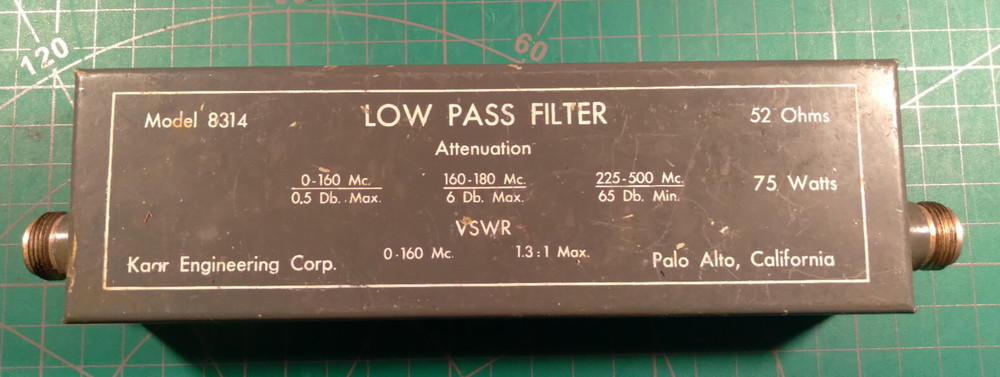 120
60
Model 8314
LOW PASS FILTER
52 Ohms
Attenuation
0-160 Mc.
0.5 Db. Max.
160-180 Mc.
6 Db. Max.
225-500 Mc.
65 Db. Min.
75 Watts
VSWR
0-160 Mc. 1.3:1 Max.
Kaar Engineering Corp.
Palo Alto, California